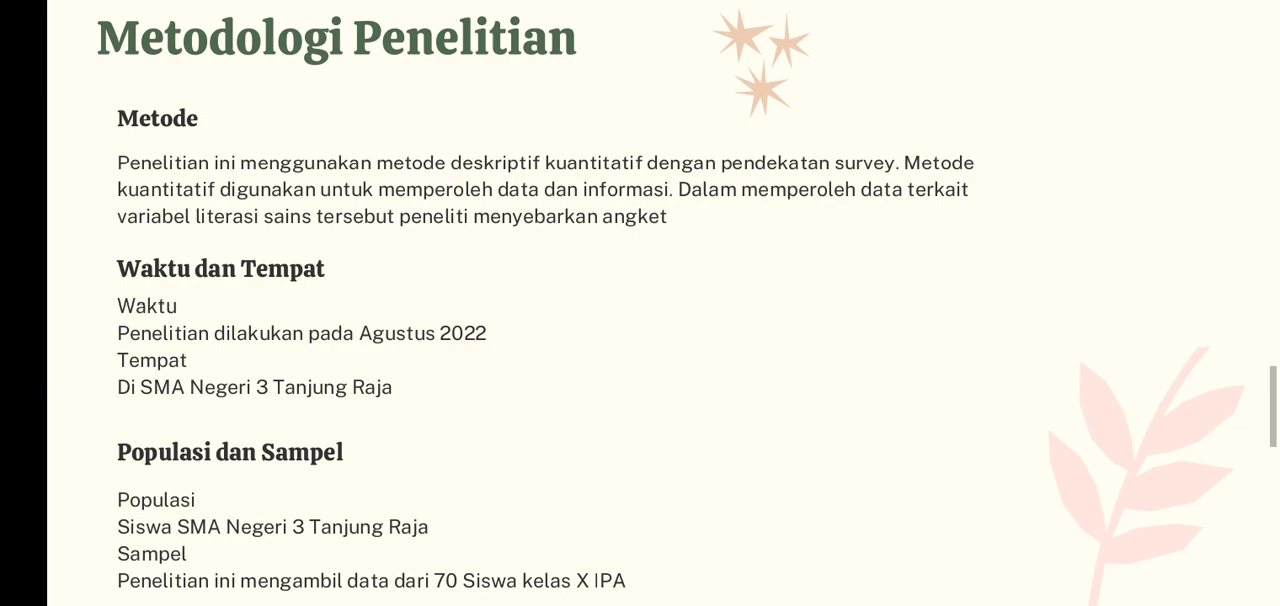 Metodologi Penelitian
Metode
Penelitian ini menggunakan metode deskriptif kuantitatif dengan pendekatan survey. Metode
kuantitatif digunakan untuk memperoleh data dan informasi. Dalam memperoleh data terkait
variabel literasi sains tersebut peneliti menyebarkan angket
Waktu dan Tempat
Waktu
Penelitian dilakukan pada Agustus 2022
Tempat
Di SMA Negeri 3 Tanjung Raja
Populasi dan Sampel
Populasi
Siswa SMA Negeri 3 Tanjung Raja
Sampel
Penelitian ini mengambil data dari 70 Siswa kelas X IPA